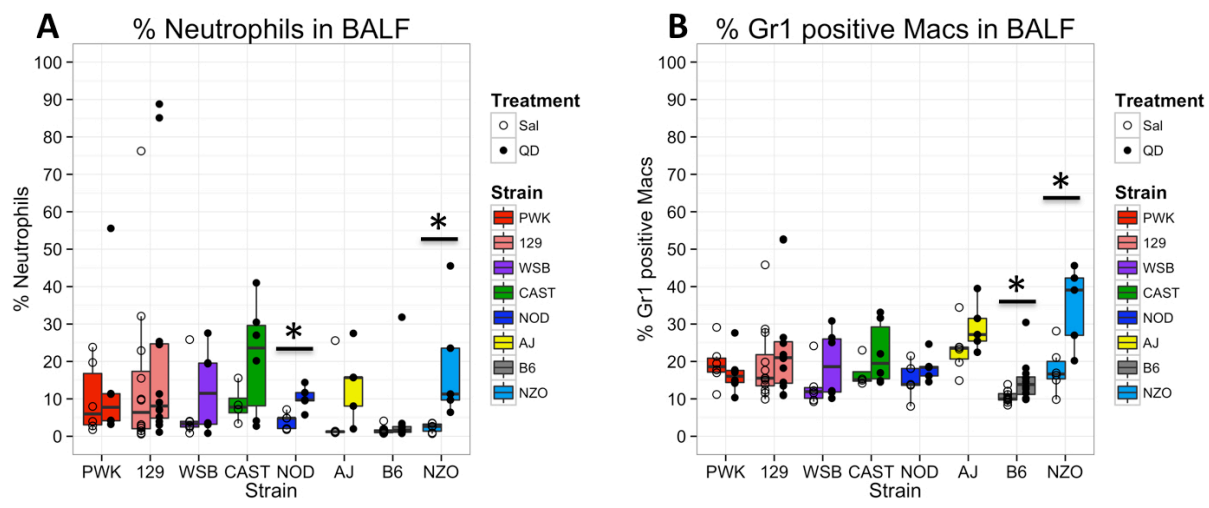 A
% Neutrophils in BALF
% Neutrophils
100
90
80
70
60
50
40
30
20
10
0
*
*
PWK 129 WSB CAST NOD AJ B6 NZO
Strain
Treatment
Sal
QD
Strain
PWK
129
WSB
CAST
NOD
AJ
B6
NZO
B
% Gr1 positive Macs in BALF
% Gr1 positive Macs
100
90
80
70
60
50
40
30
20
10
0
*
*
PWK 129 WSB CAST NOD AJ B6 NZO
Strain
Treatment
Sal
QD
Strain
PWK
129
WSB
CAST
NOD
AJ
B6
NZO